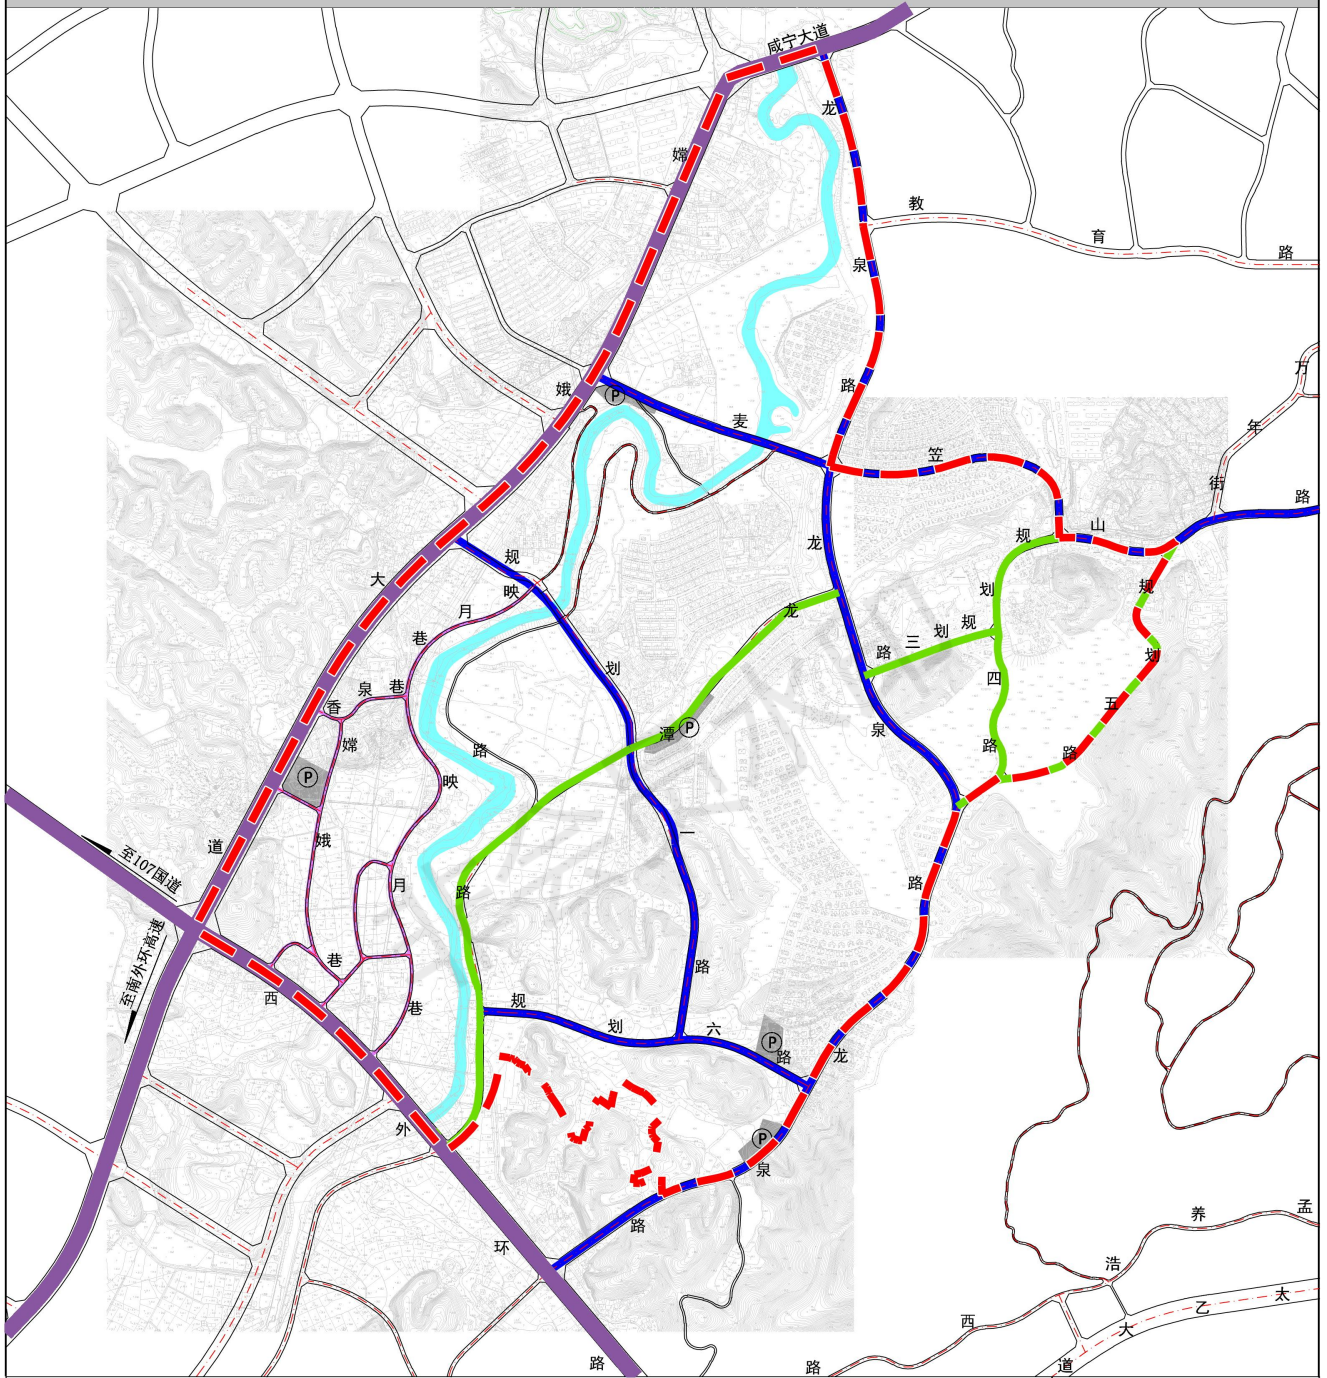 咸宁大道
嫦娥大道
龙泉路
教育路
万年街
麦笠山路
规划一路
映月巷
香泉巷
嫦娥巷
映月巷
龙潭路
规划三路
规划四路
规划五路
龙泉路
规划六路
龙泉路
至107国道
至南外环高速
西外环路
西浩养孟路
太乙大道
P
P
P
P
P